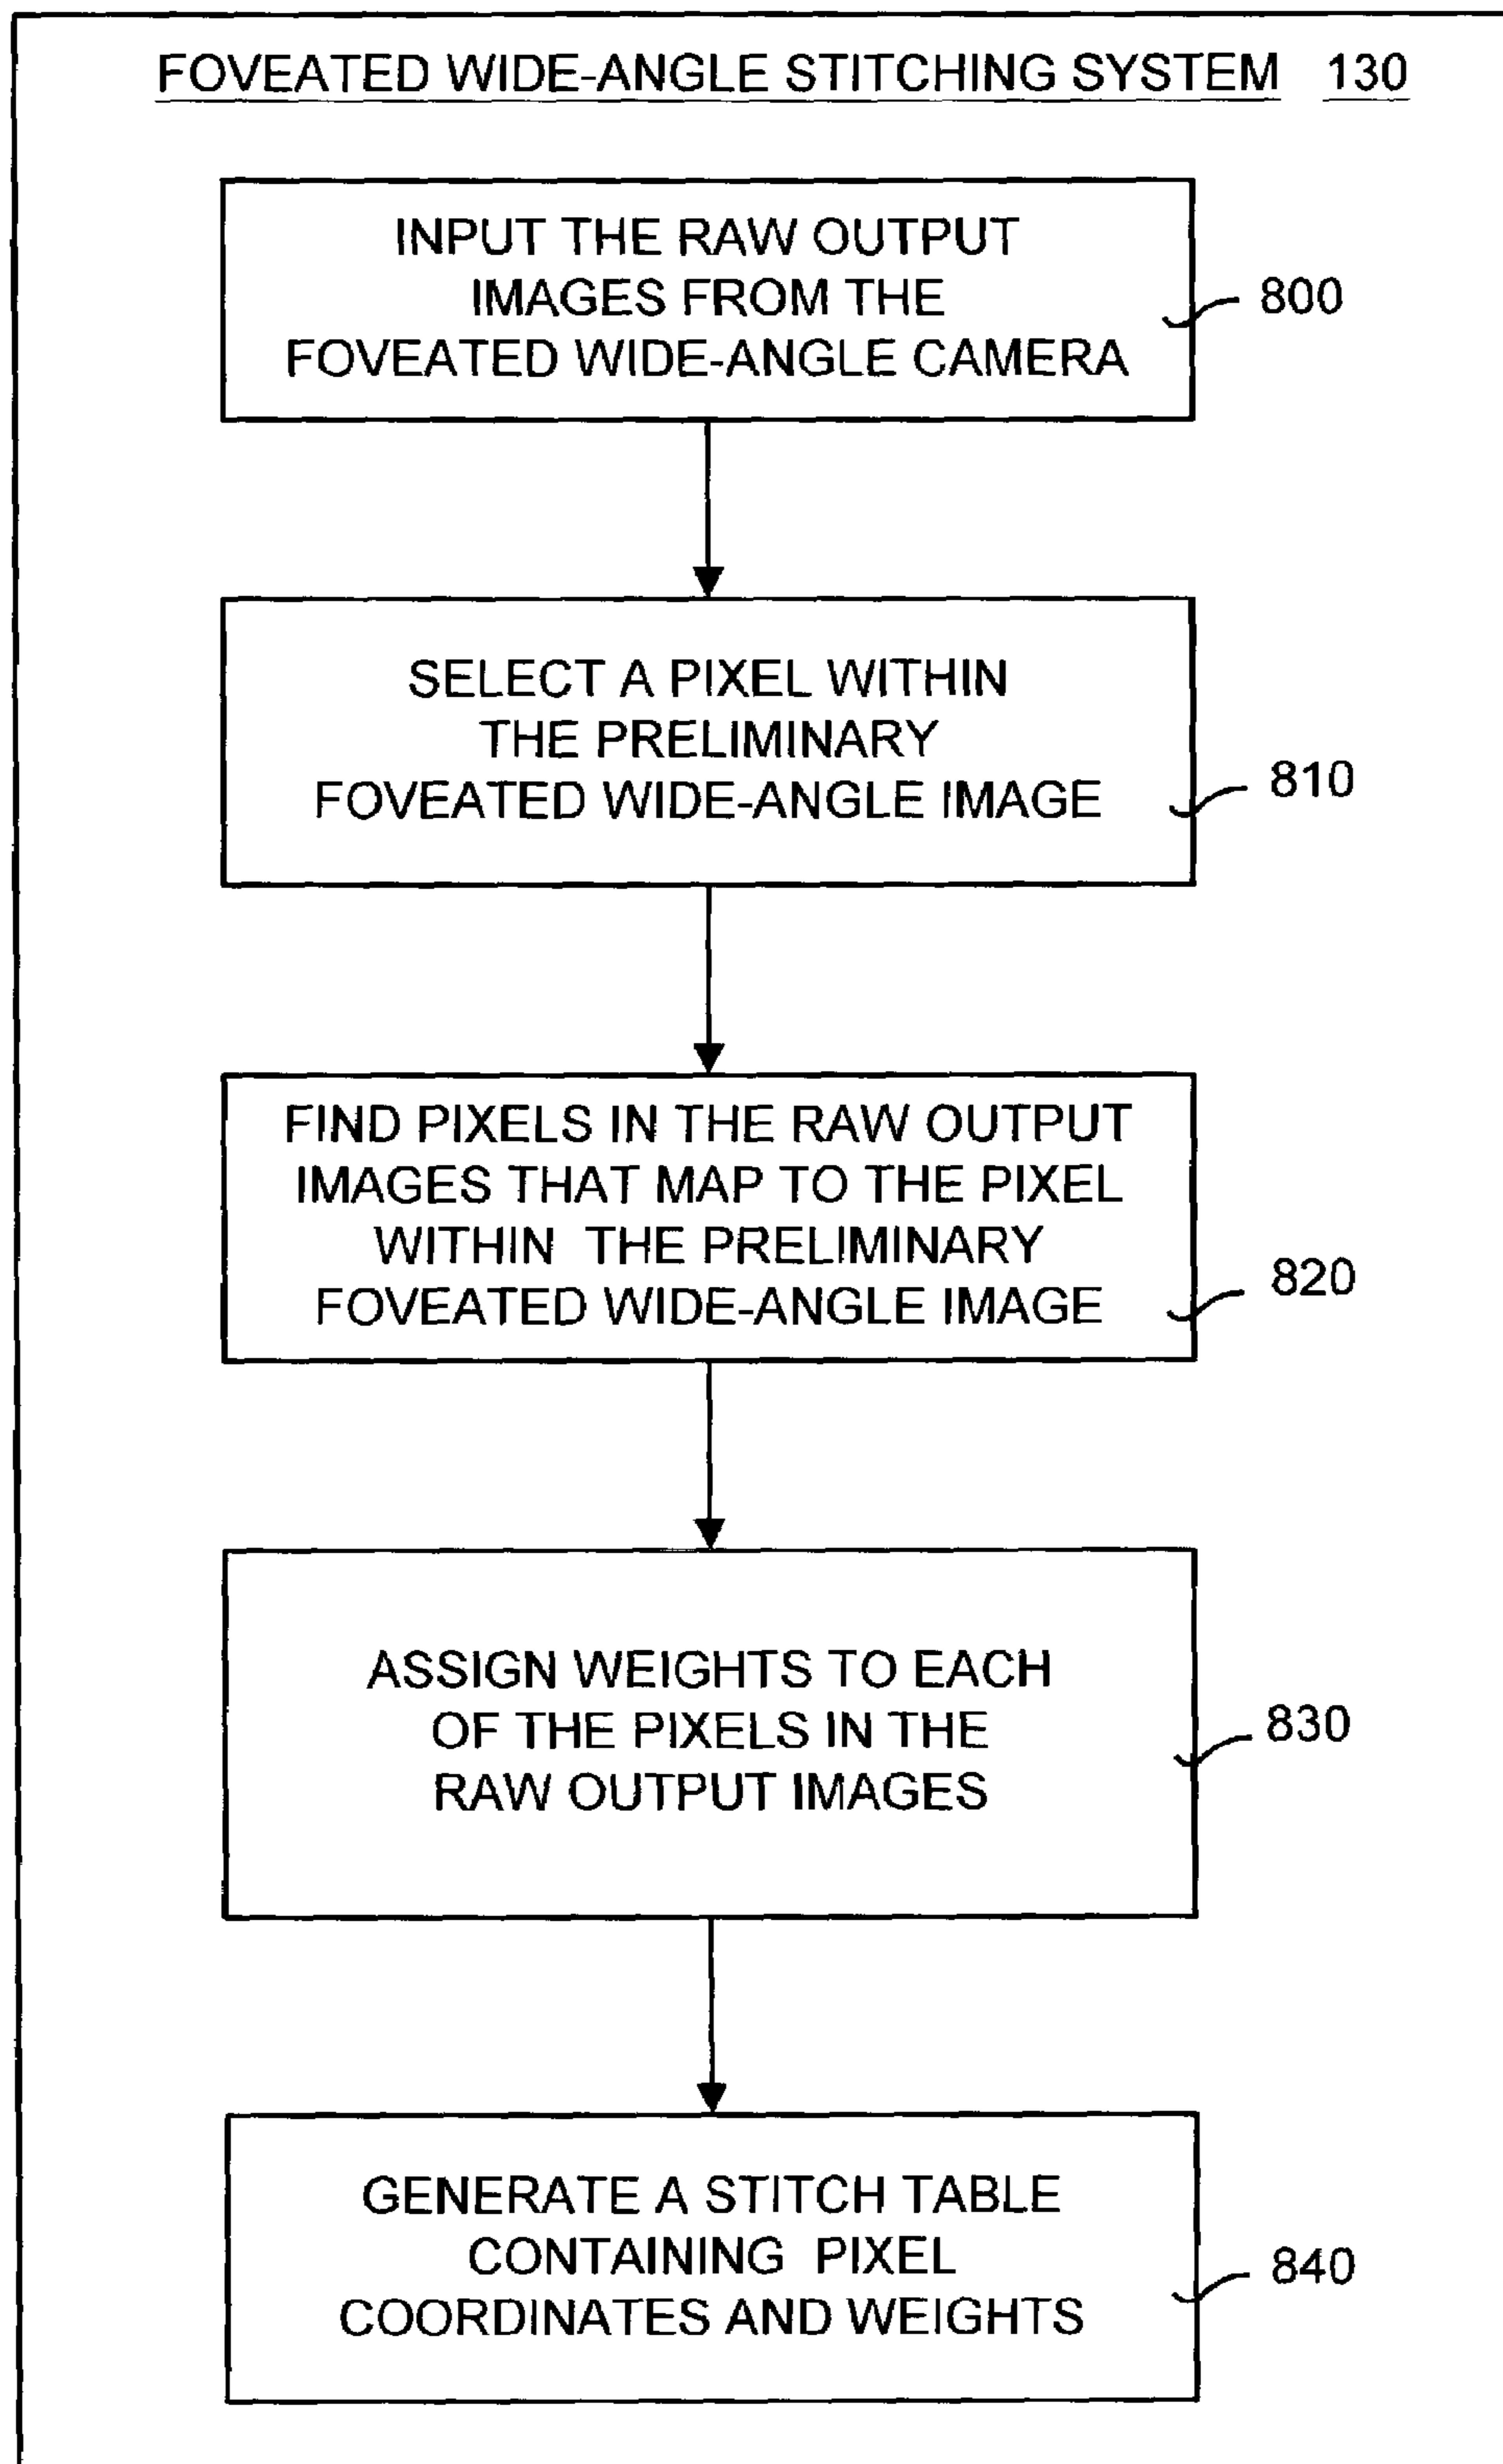 FOVEATED WIDE-ANGLE STITCHING SYSTEM 130
INPUT THE RAW OUTPUT
IMAGES FROM THE
FOVEATED WIDE-ANGLE CAMERA
800
SELECT A PIXEL WITHIN
THE PRELIMINARY
FOVEATED WIDE-ANGLE IMAGE
810
FIND PIXELS IN THE RAW OUTPUT
IMAGES THAT MAP TO THE PIXEL
WITHIN THE PRELIMINARY
FOVEATED WIDE-ANGLE IMAGE
820
ASSIGN WEIGHTS TO EACH
OF THE PIXELS IN THE
RAW OUTPUT IMAGES
830
GENERATE A STITCH TABLE
CONTAINING PIXEL
COORDINATES AND WEIGHTS
840